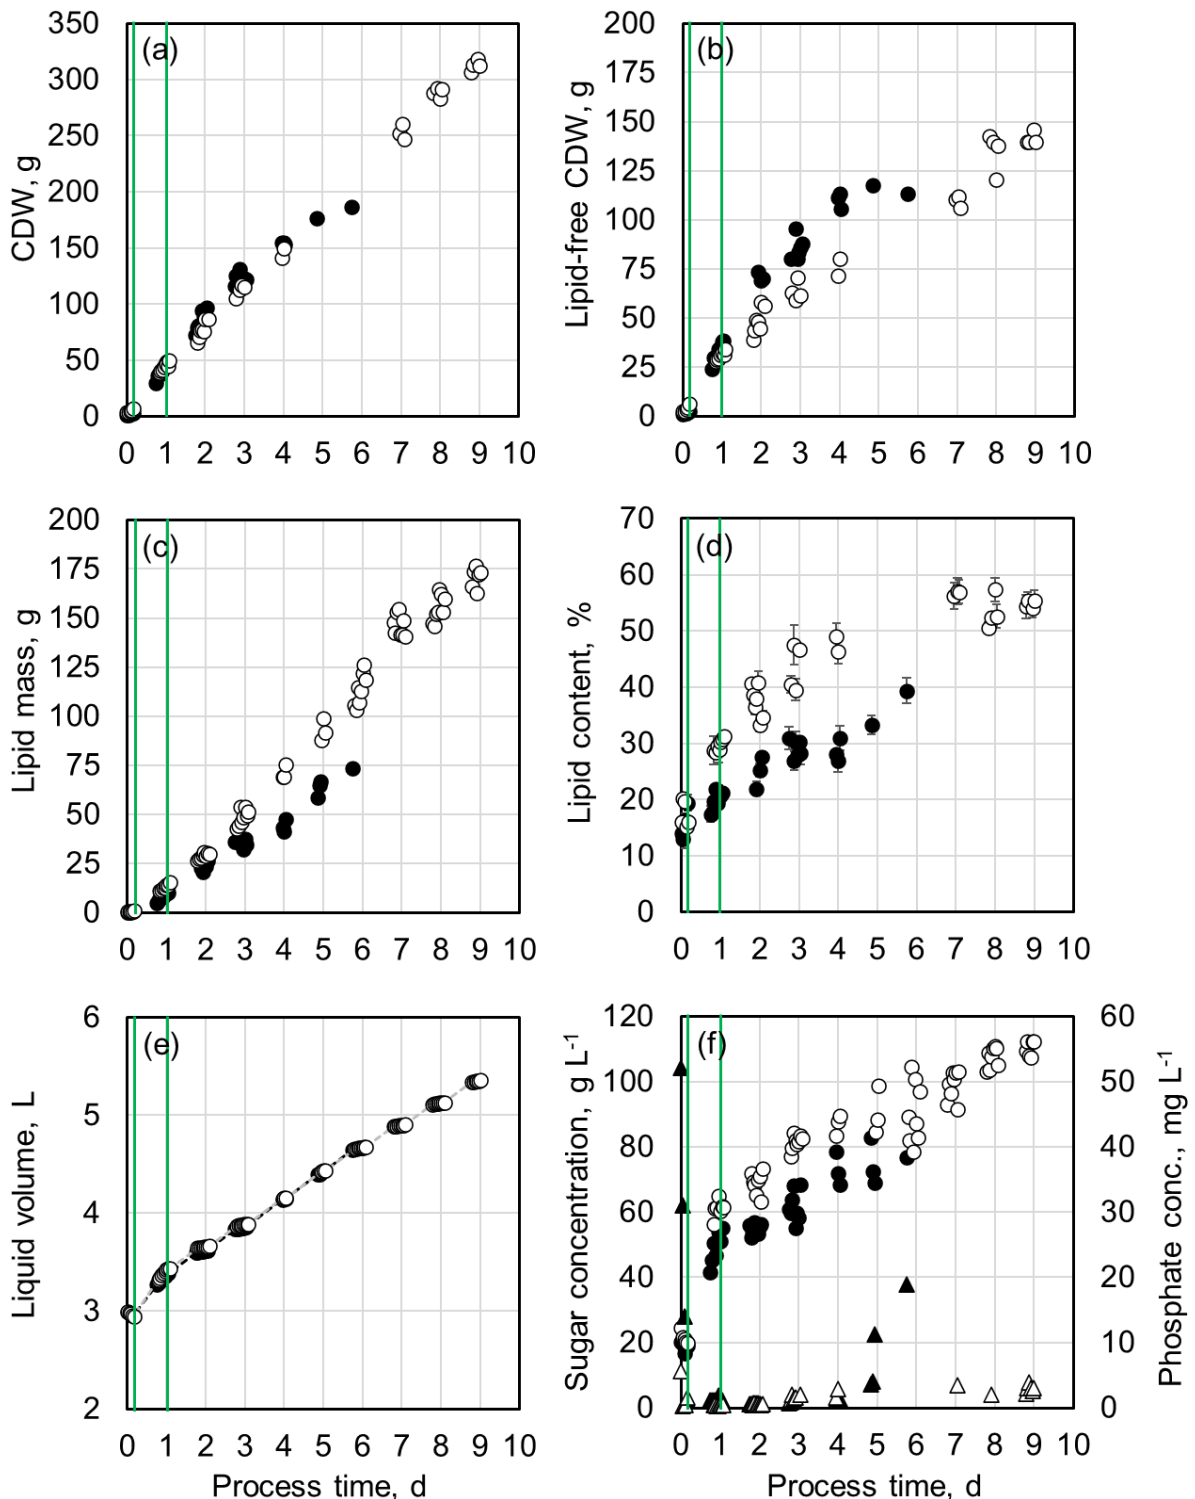 350
300
250
200
150
100
50
0
CDW, g
(a)
0 1 2 3 4 5 6 7 8 9 10
200
175
150
125
100
75
50
25
0
Lipid-free CDW, g
(b)
0 1 2 3 4 5 6 7 8 9 10
200
175
150
125
100
75
50
25
0
Lipid mass, g
(c)
0 1 2 3 4 5 6 7 8 9 10
70
60
50
40
30
20
10
0
Lipid content, %
(d)
0 1 2 3 4 5 6 7 8 9 10
6
5
4
3
2
Liquid volume, L
(e)
0 1 2 3 4 5 6 7 8 9 10
Process time, d
120
100
80
60
40
20
0
Sugar concentration, g L-1
(f)
60
50
40
30
20
10
0
Phosphate conc., mg L-1
0 1 2 3 4 5 6 7 8 9 10
Process time, d